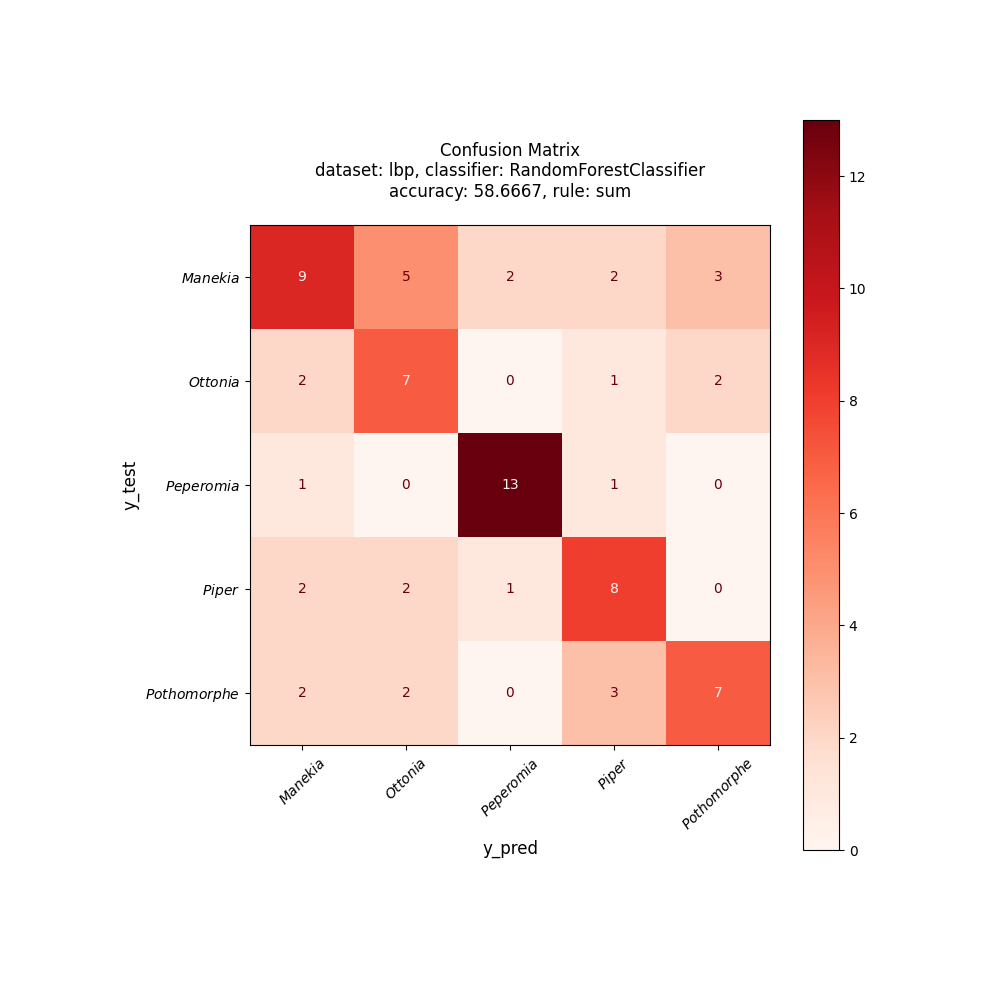 Confusion Matrix
dataset: lbp, classifier: RandomForestClassifier
accuracy: 58.6667, rule: sum
Manekia 9 5 2 2 3
Ottonia 2 7 0 1 2
Peperomia 1 0 13 1 0
Piper 2 2 1 8 0
Pothomorphe 2 2 0 3 7
y_test
Manekia Ottonia Peperomia Piper Pothomorphe
y_pred
12
10
8
6
4
2
0